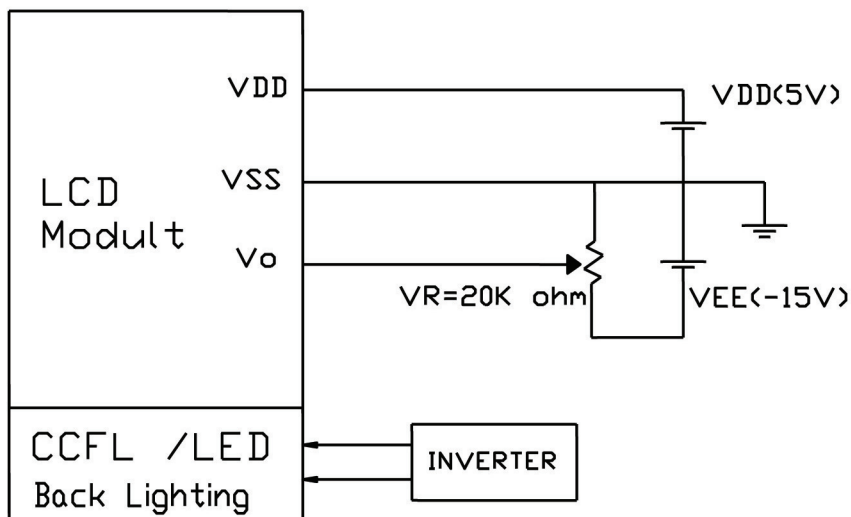 VDD
VDD(5V)
VSS
LCD
Modult
Vo
VR=20K ohm
VEE(-15V)
CCFL /LED
Back Lighting
INVERTER